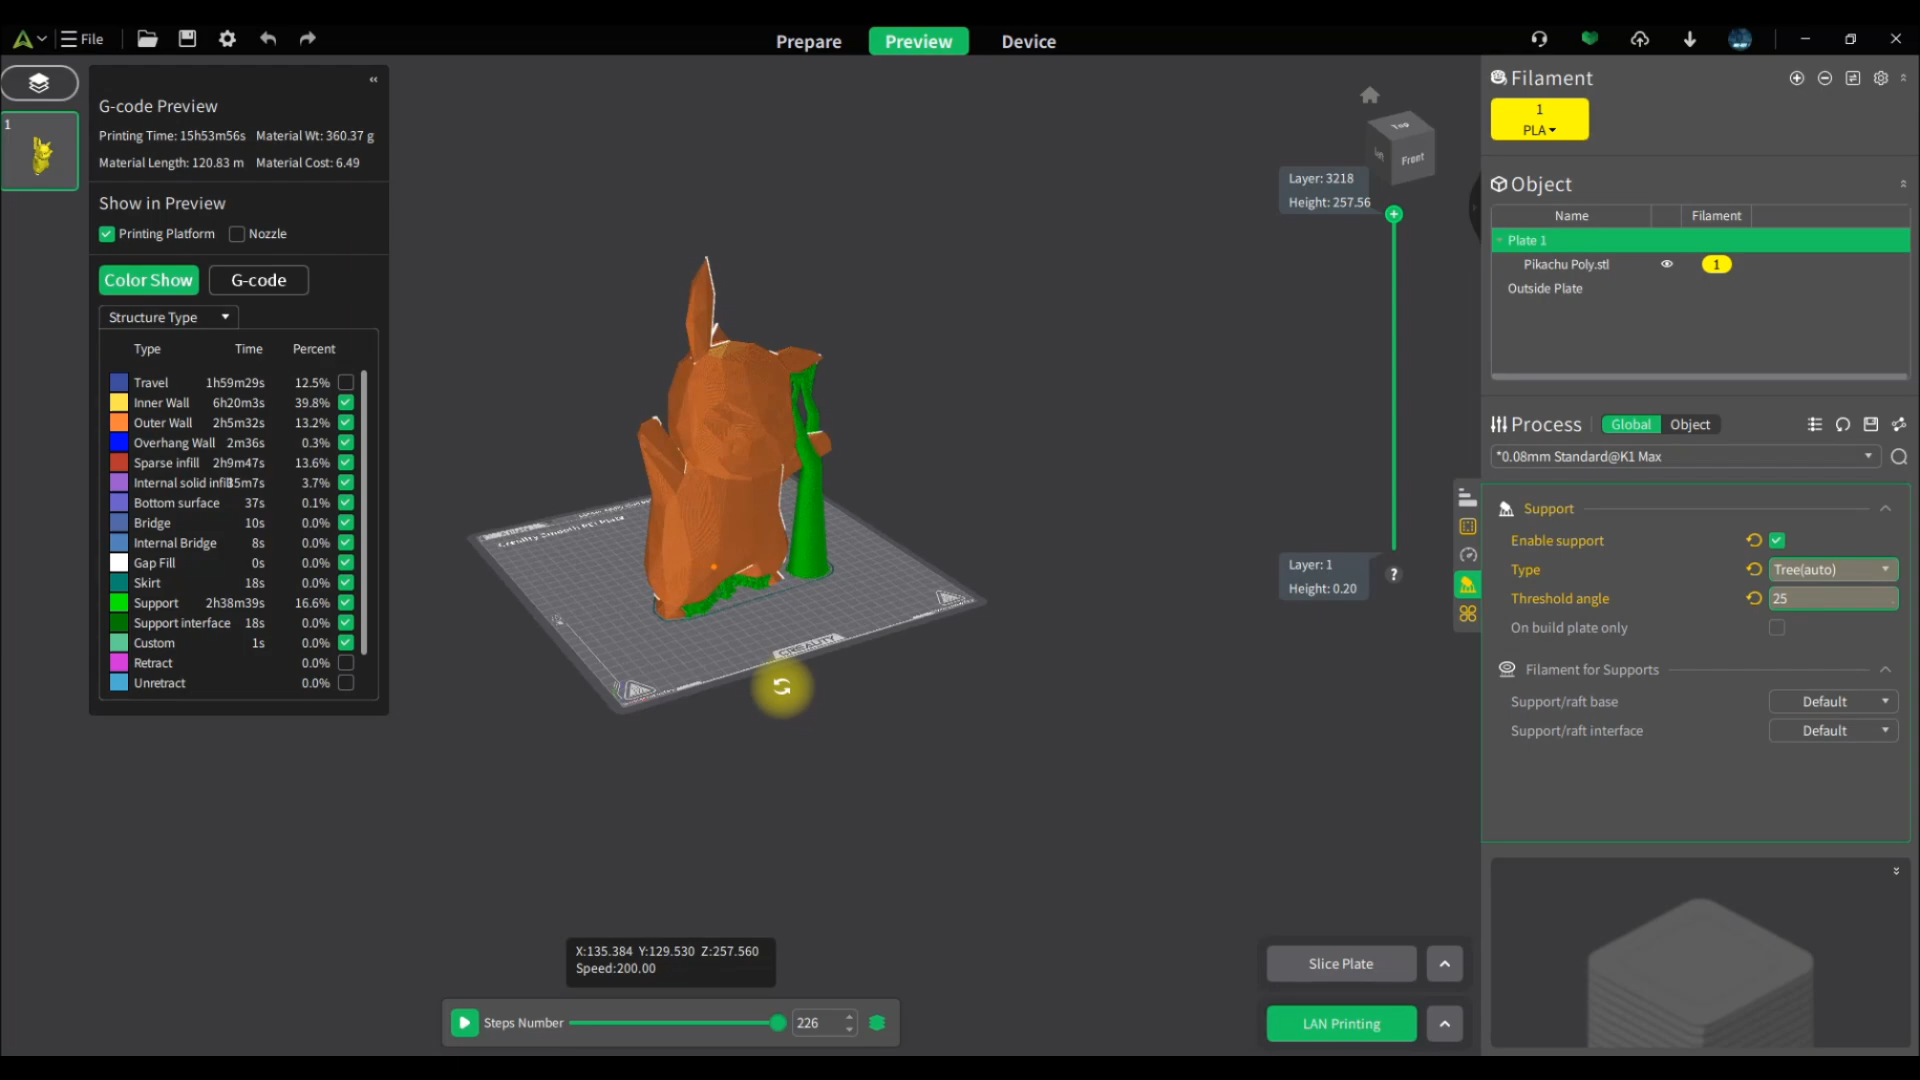 File
Prepare
Preview
Device
1
G-code Preview
Printing Time: 15h53m56s Material Wt: 360.37 g
Material Length: 120.83 m Material Cost: 6.49
Show in Preview
Printing Platform
Nozzle
Color Show
G-code
Structure Type
Type Time Percent
Travel 1h59m29s 12.5%
Inner Wall 6h20m3s 39.8%
Outer Wall 2h5m32s 13.2%
Overhang Wall 2m36s 0.3%
Sparse infill 2h9m47s 13.6%
Internal solid infill 35m7s 3.7%
Bottom surface 37s 0.1%
Bridge 10s 0.0%
Internal Bridge 8s 0.0%
Gap Fill 0s 0.0%
Skirt 18s 0.0%
Support 2h38m39s 16.6%
Support interface 18s 0.0%
Custom 1s 0.0%
Retract 0.0%
Unretract 0.0%
Top
Front
Layer: 3218
Height: 257.56
Layer: 1
Height: 0.20
?
CREALITY
X:135.384 Y:129.530 Z:257.560
Speed:200.00
Steps Number 226
Slice Plate
LAN Printing
Filament
1
PLA
Object
Name Filament
Plate 1
Pikachu Poly.stl 1
Outside Plate
Process Global Object
*0.08mm Standard@K1 Max
Support
Enable support
Type Tree(auto)
Threshold angle 25
On build plate only
Filament for Supports
Support/raft base Default
Support/raft interface Default